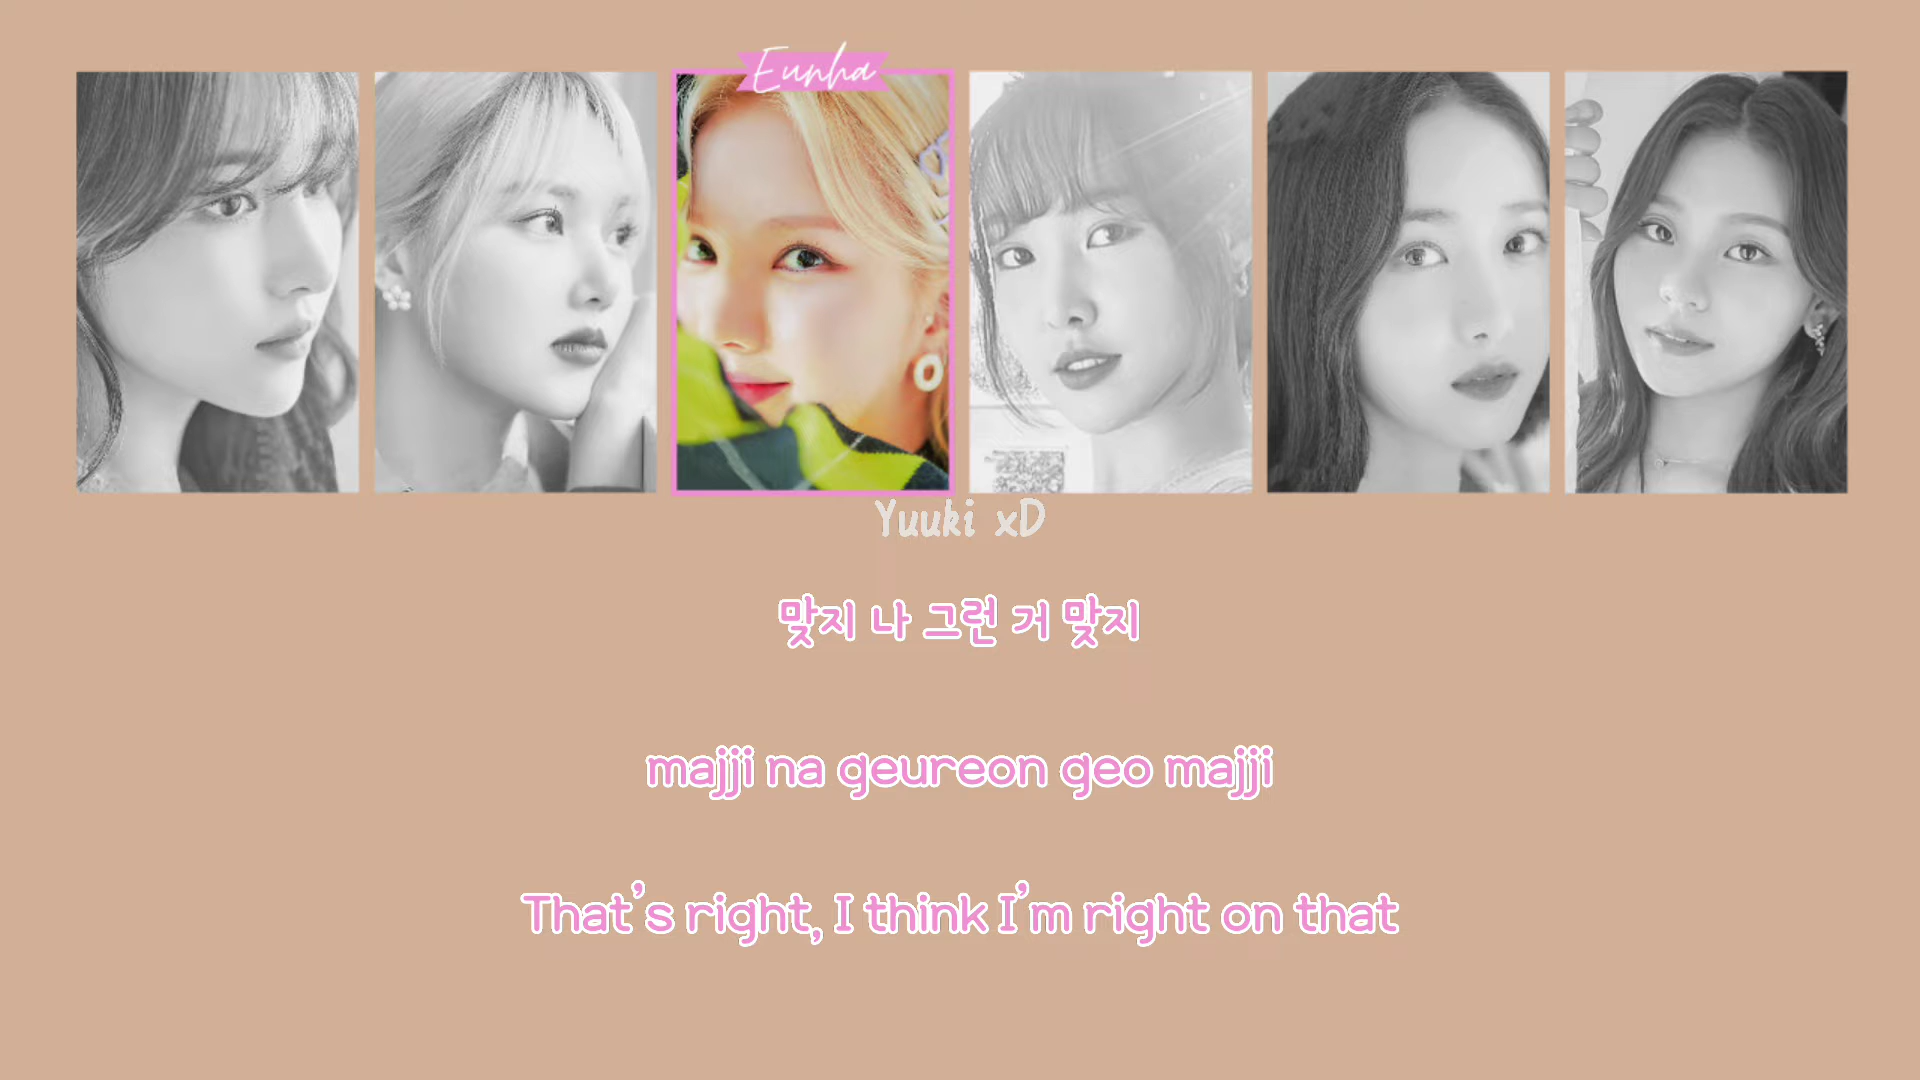 Eunha
Yuuki xD
맞지 나 그런 거 맞지
majji na geureon geo majji
That's right, I think I'm right on that